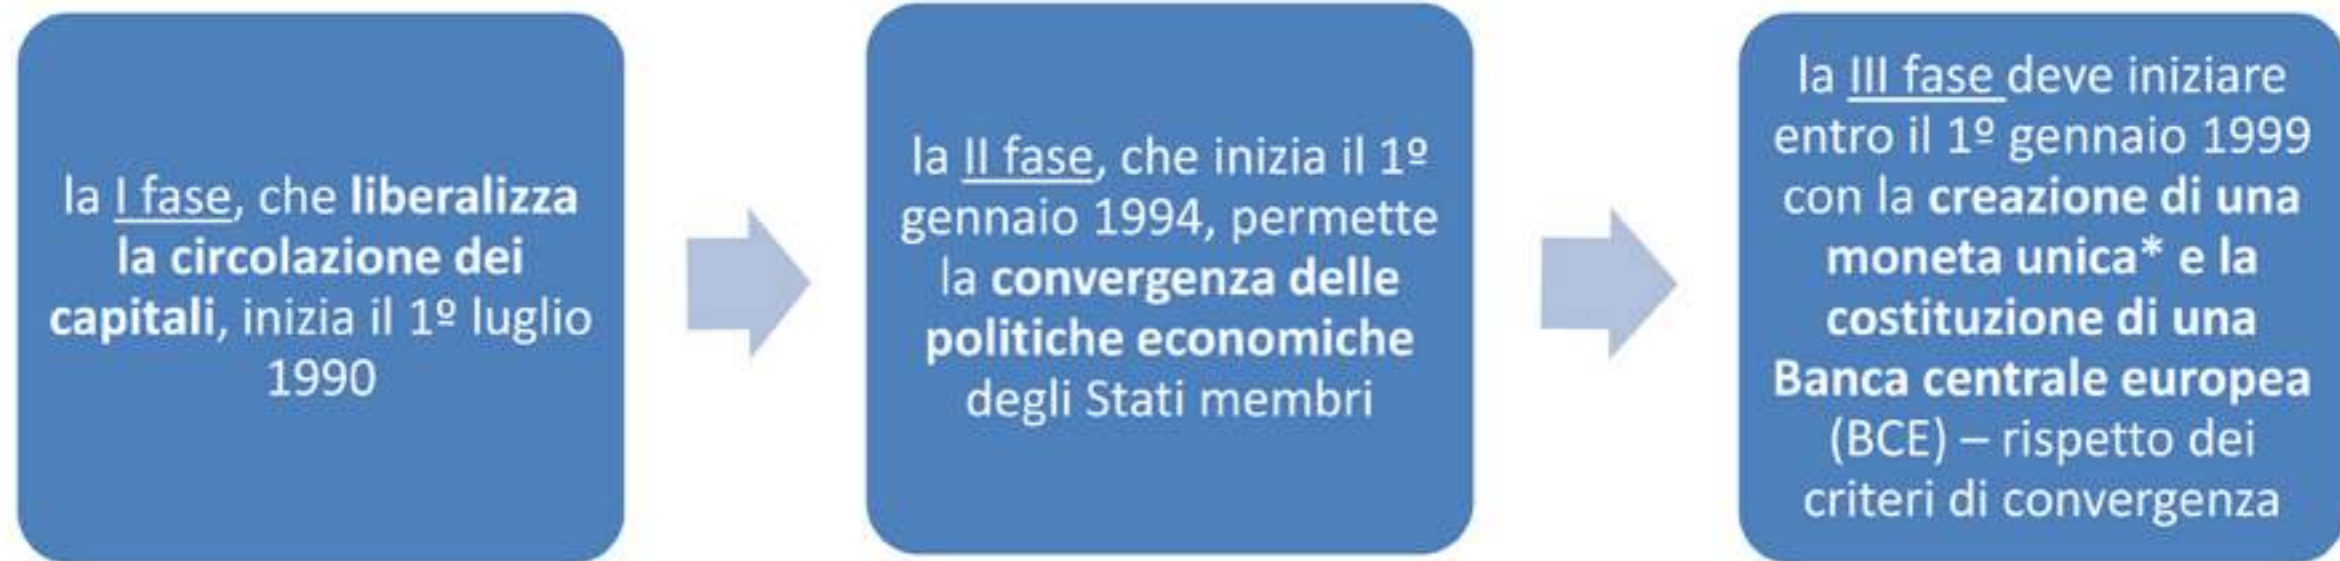 la I fase, che liberalizza
la circolazione dei
capitali, inizia il 1º luglio
1990
la II fase, che inizia il 1º
gennaio 1994, permette
la convergenza delle
politiche economiche
degli Stati membri
la III fase deve iniziare
entro il 1º gennaio 1999
con la creazione di una
moneta unica* e la
costituzione di una
Banca centrale europea
(BCE) – rispetto dei
criteri di convergenza